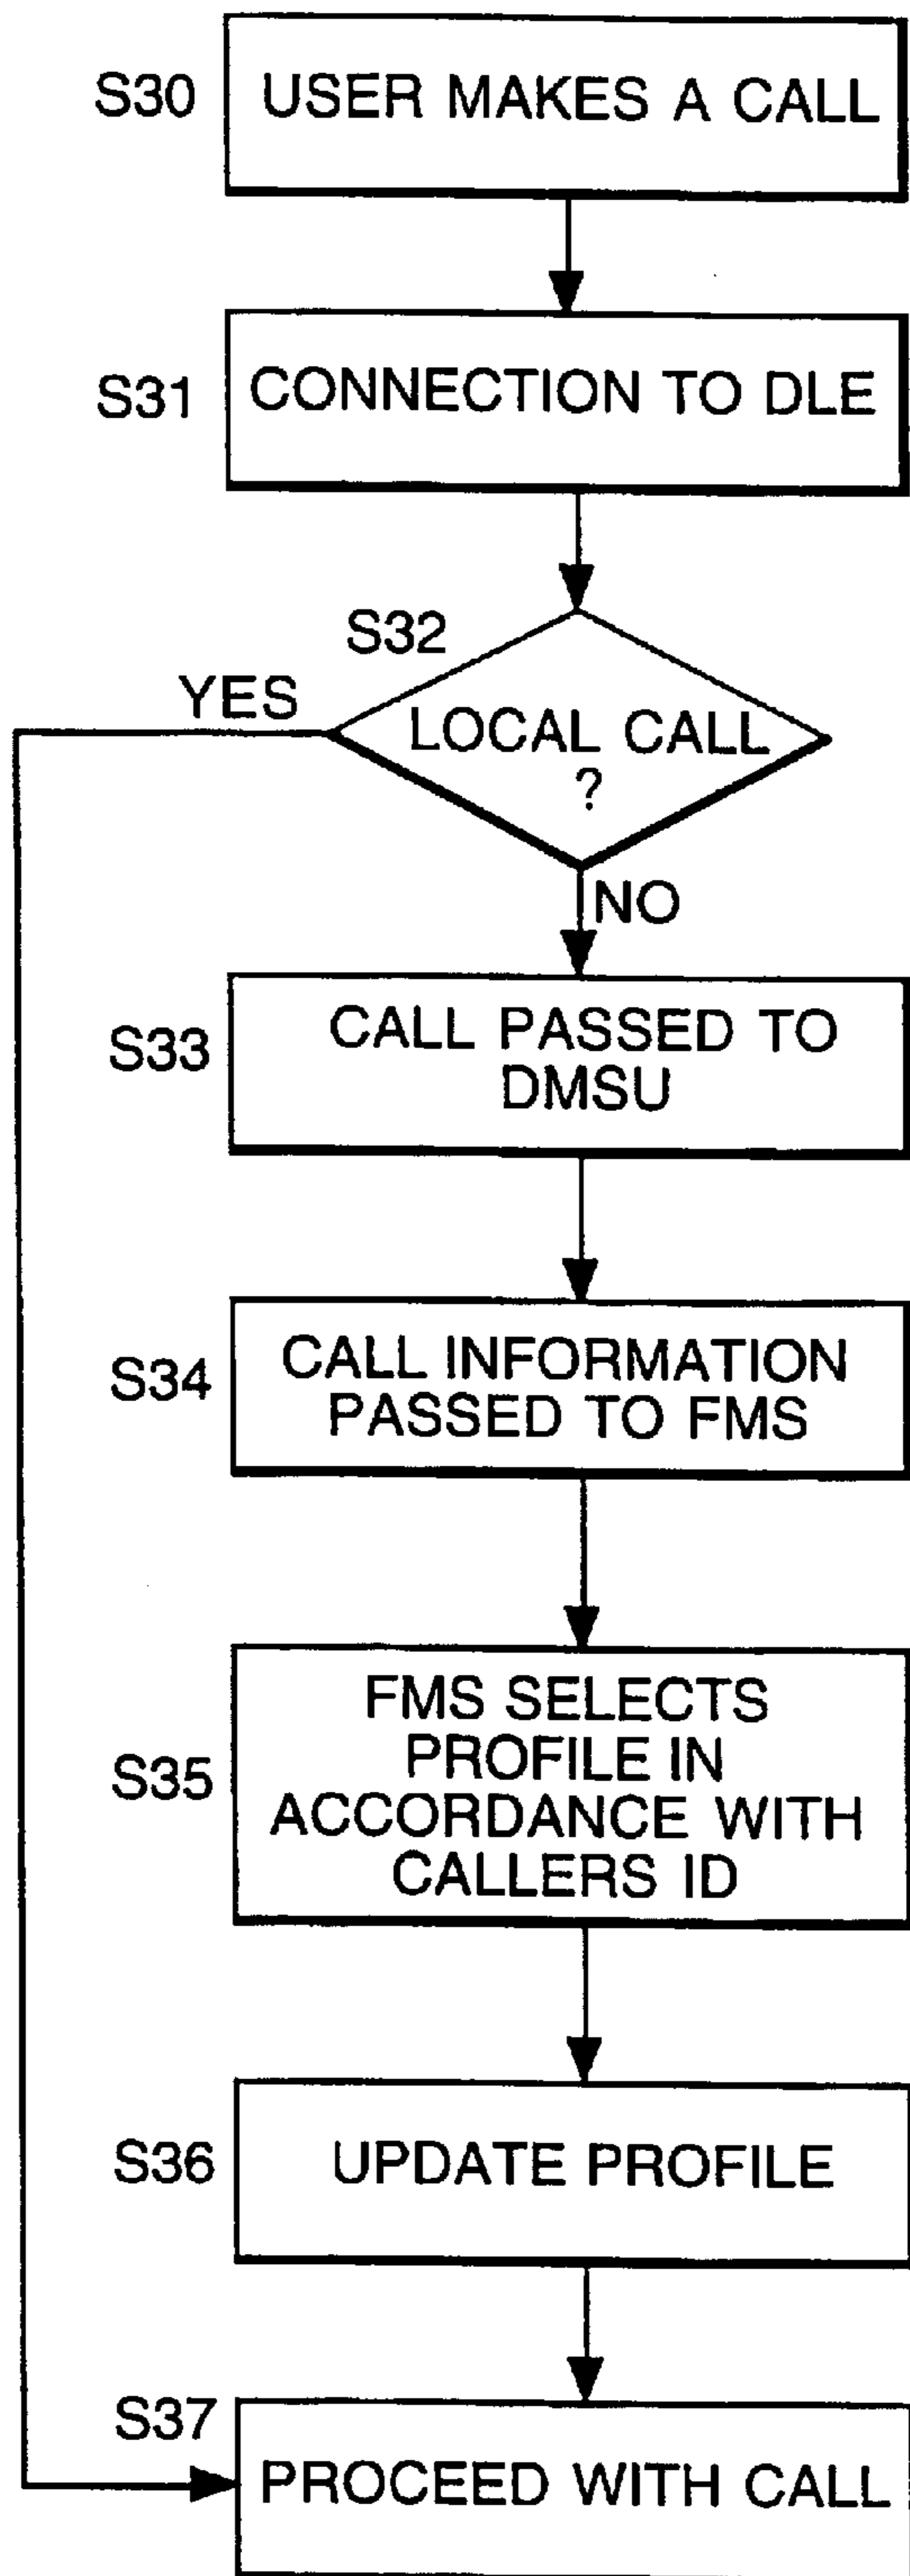 S30
USER MAKES A CALL
S31
CONNECTION TO DLE
S32
YES
LOCAL CALL
?
NO
S33
CALL PASSED TO
DMSU
S34
CALL INFORMATION
PASSED TO FMS
S35
FMS SELECTS
PROFILE IN
ACCORDANCE WITH
CALLERS ID
S36
UPDATE PROFILE
S37
PROCEED WITH CALL